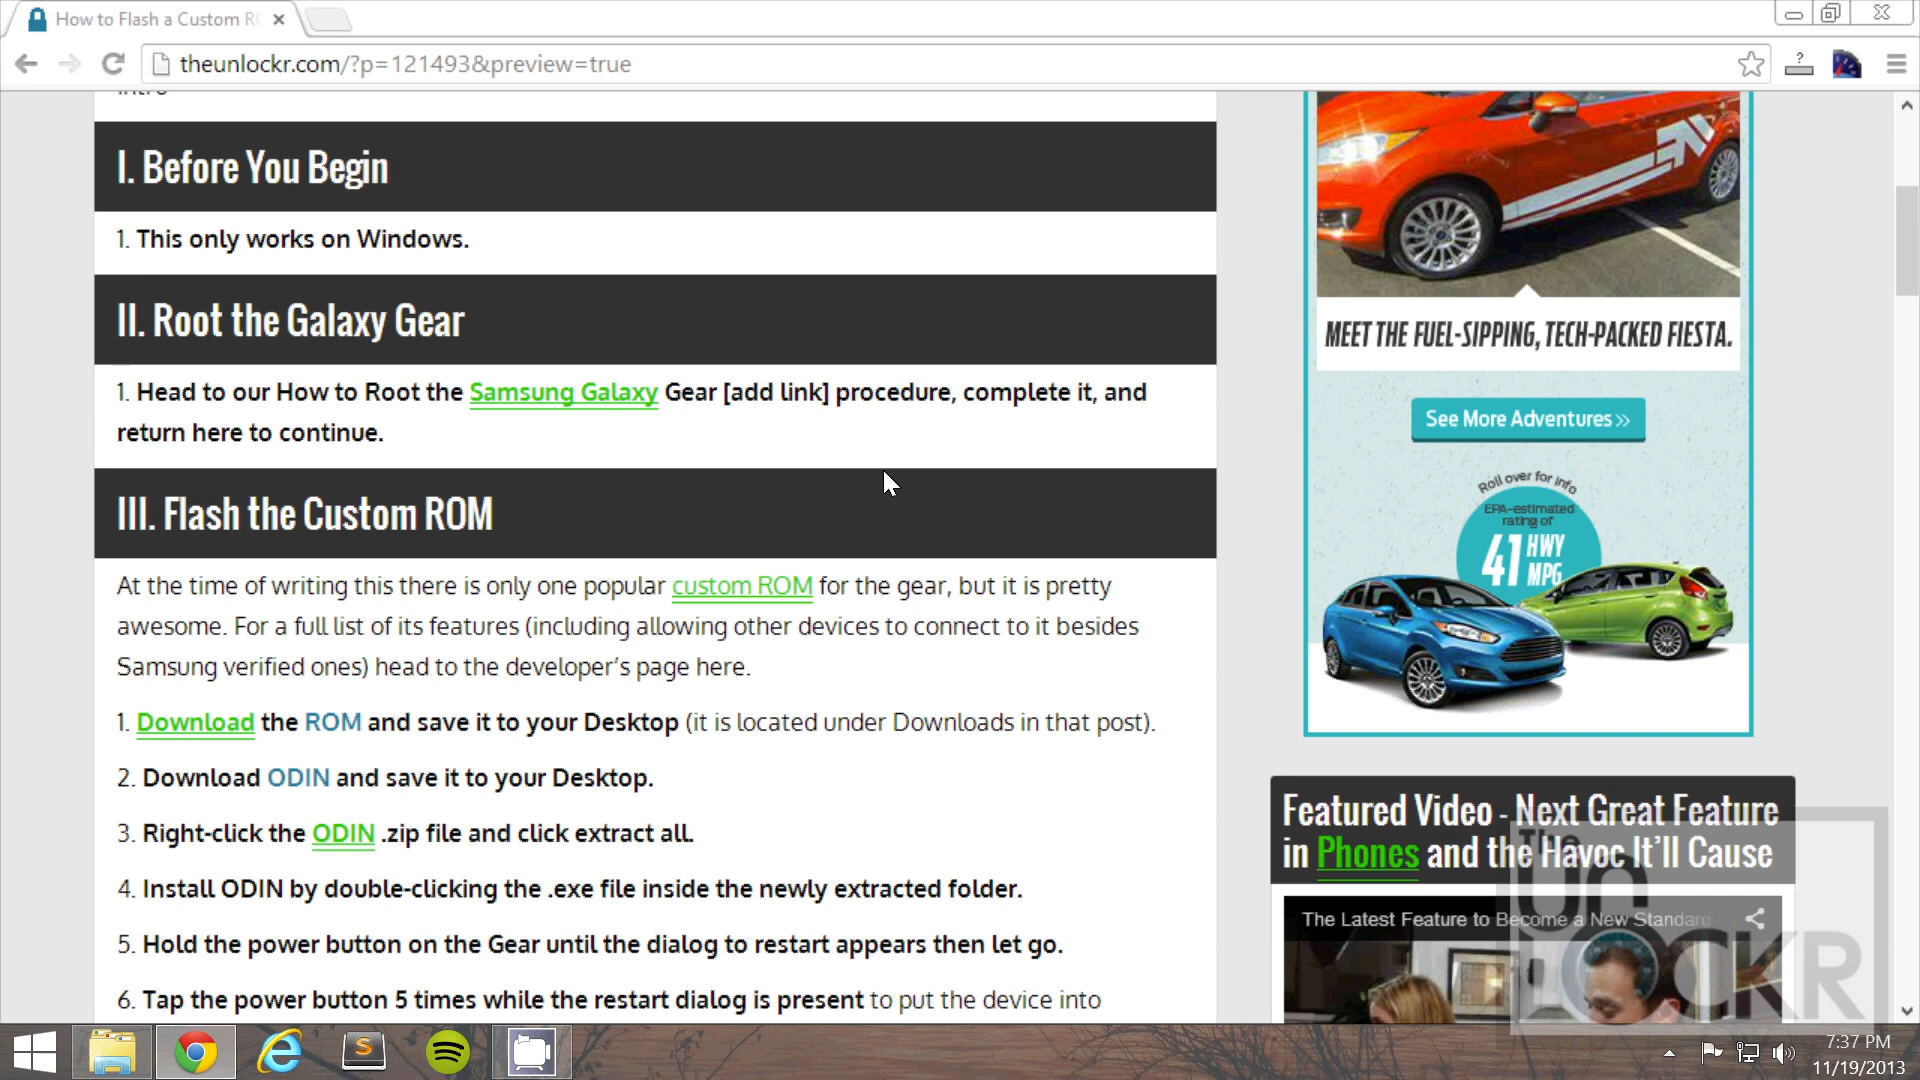 How to Flash a Custom RO
theunlockr.com/?p=121493&preview=true
Intro
I. Before You Begin
1. This only works on Windows.
II. Root the Galaxy Gear
1. Head to our How to Root the Samsung Galaxy Gear [add link] procedure, complete it, and
return here to continue.
III. Flash the Custom ROM
At the time of writing this there is only one popular custom ROM for the gear, but it is pretty
awesome. For a full list of its features (including allowing other devices to connect to it besides
Samsung verified ones) head to the developer's page here.
1. Download the ROM and save it to your Desktop (it is located under Downloads in that post).
2. Download ODIN and save it to your Desktop.
3. Right-click the ODIN .zip file and click extract all.
4. Install ODIN by double-clicking the .exe file inside the newly extracted folder.
5. Hold the power button on the Gear until the dialog to restart appears then let go.
6. Tap the power button 5 times while the restart dialog is present to put the device into
MEET THE FUEL-SIPPING, TECH-PACKED FIESTA.
See More Adventures »
Roll over for info
EPA-estimated
rating of
41 HWY
MPG
Featured Video - Next Great Feature
in Phones and the Havoc It'll Cause
The Latest Feature to Become a New Standard
The
UN
LOCKR
7:37 PM
11/19/2013